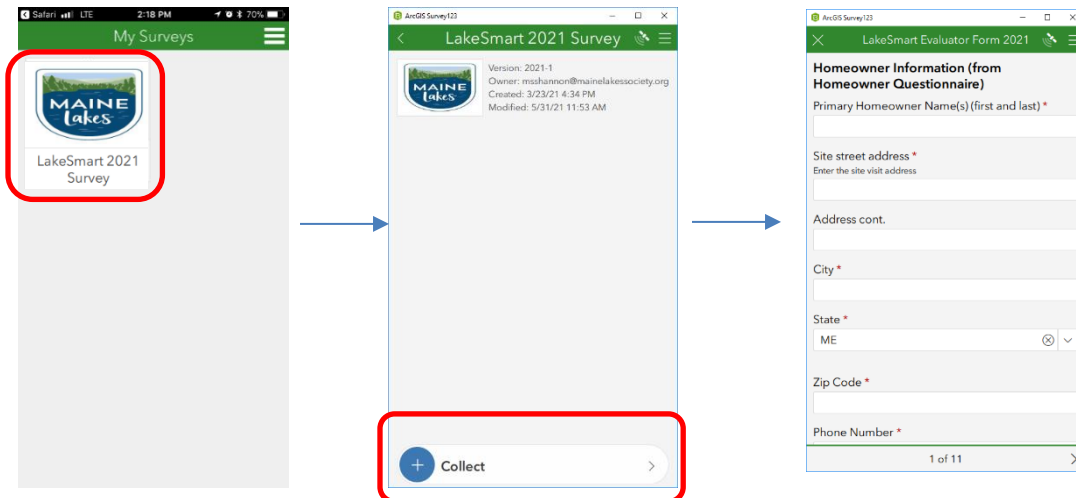 Safari LTE 2:18 PM 70%
My Surveys
MAINE
Lakes
LakeSmart 2021
Survey
ArcGIS Survey123
LakeSmart 2021 Survey
MAINE
Lakes
Version: 2021-1
Owner: msshannon@mainelakessociety.org
Created: 3/23/21 4:34 PM
Modified: 5/31/21 11:53 AM
Collect
ArcGIS Survey123
LakeSmart Evaluator Form 2021
Homeowner Information (from
Homeowner Questionnaire)
Primary Homeowner Name(s) (first and last) *
Site street address *
Enter the site visit address
Address cont.
City *
State *
ME
Zip Code *
Phone Number *
1 of 11